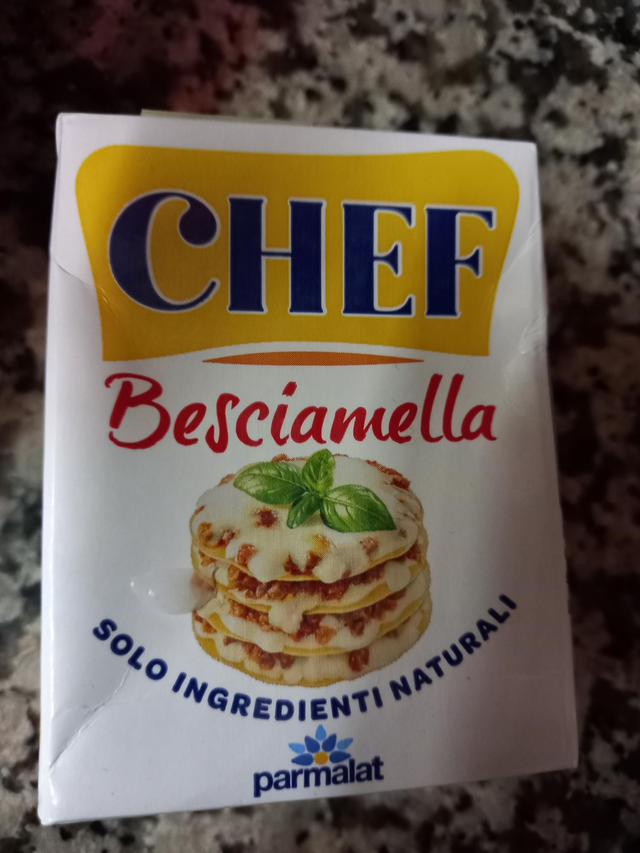 CHEF
Besciamella
SOLO INGREDIENTI NATURALI
parmalat